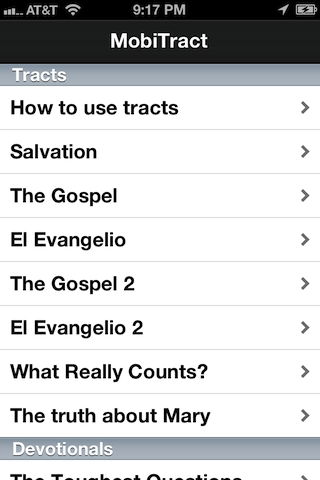 AT&T 9:17 PM
MobiTract
Tracts
How to use tracts
Salvation
The Gospel
El Evangelio
The Gospel 2
El Evangelio 2
What Really Counts?
The truth about Mary
Devotionals
The Toughest Questions